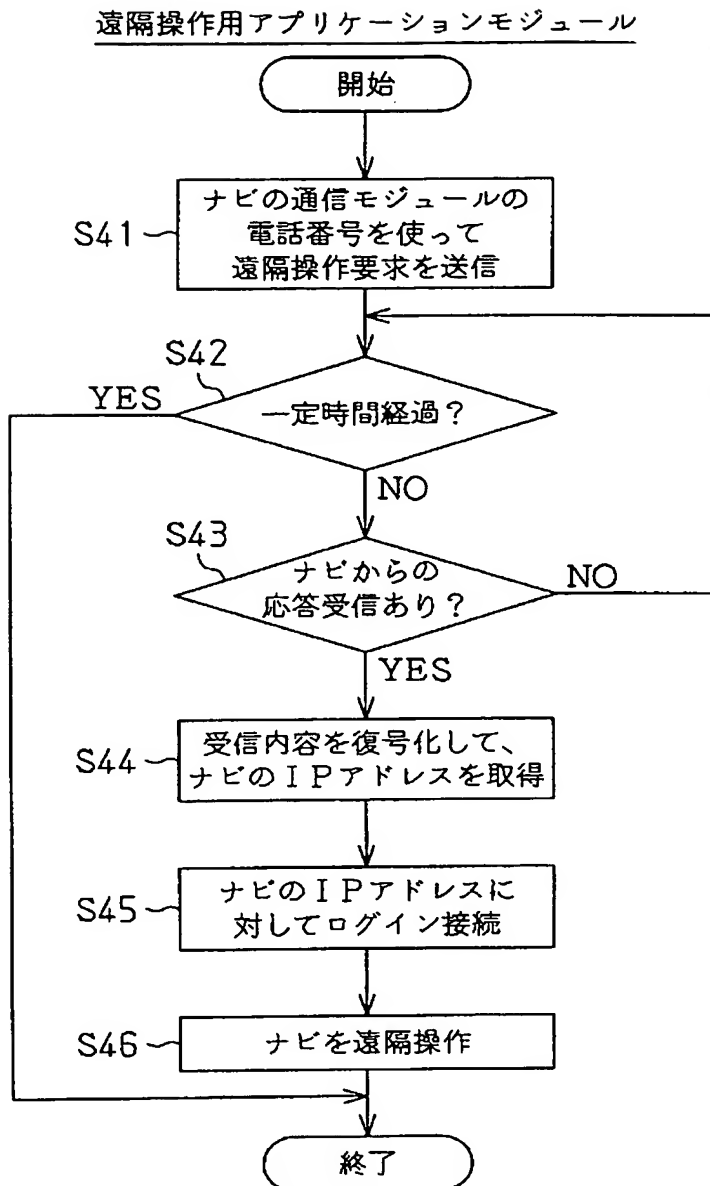 遠隔操作用アプリケーションモジュール
開始
S41
ナビの通信モジュールの
電話番号を使って
遠隔操作要求を送信
S42
YES
一定時間経過？
NO
S43
ナビからの
応答受信あり？
NO
YES
S44
受信内容を復号化して、
ナビのＩＰアドレスを取得
S45
ナビのＩＰアドレスに
対してログイン接続
S46
ナビを遠隔操作
終了